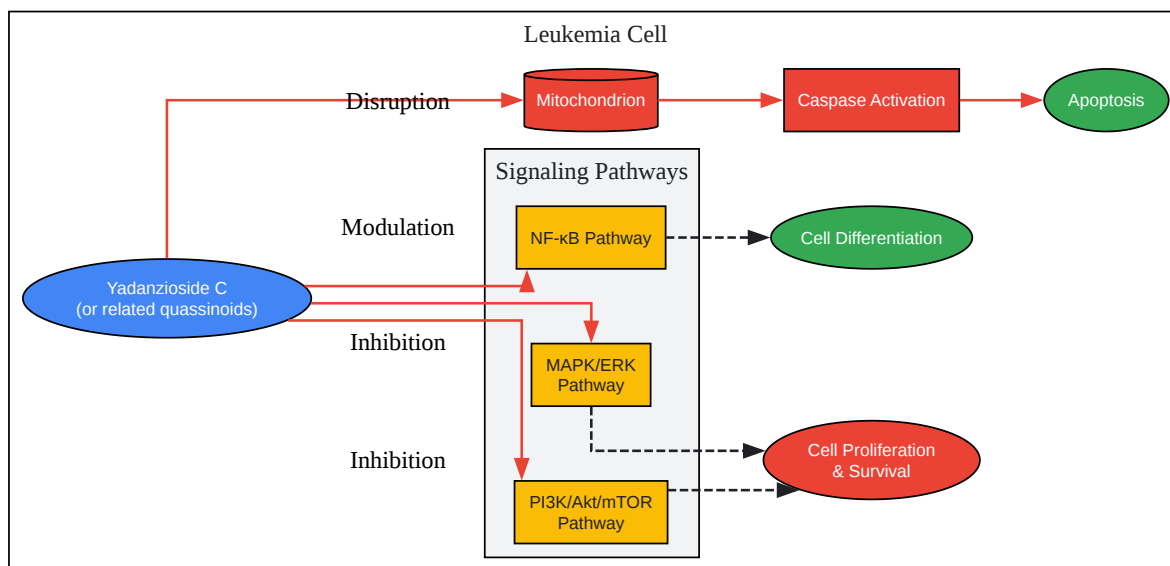 Leukemia Cell
Disruption
Mitochondrion
Caspase Activation
Apoptosis
Signaling Pathways
Modulation
NF-κB Pathway
Cell Differentiation
Yadanzioside C
(or related quassinoids)
Inhibition
MAPK/ERK
Pathway
Inhibition
Cell Proliferation
& Survival
PI3K/Akt/mTOR
Pathway